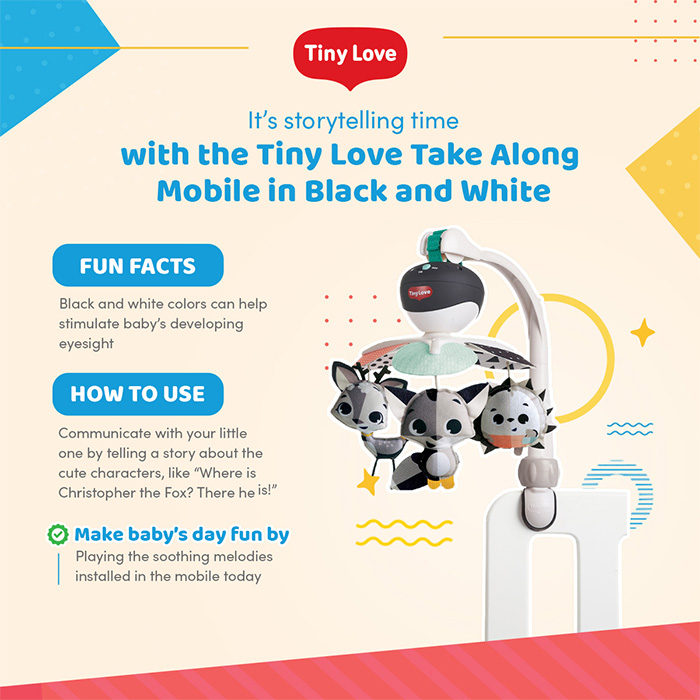 Tiny Love
It's storytelling time
with the Tiny Love Take Along
Mobile in Black and White
FUN FACTS
Black and white colors can help
stimulate baby's developing
eyesight
HOW TO USE
Communicate with your little
one by telling a story about the
cute characters, like “Where is
Christopher the Fox? There he is!”
Make baby's day fun by
Playing the soothing melodies
installed in the mobile today
Tiny Love